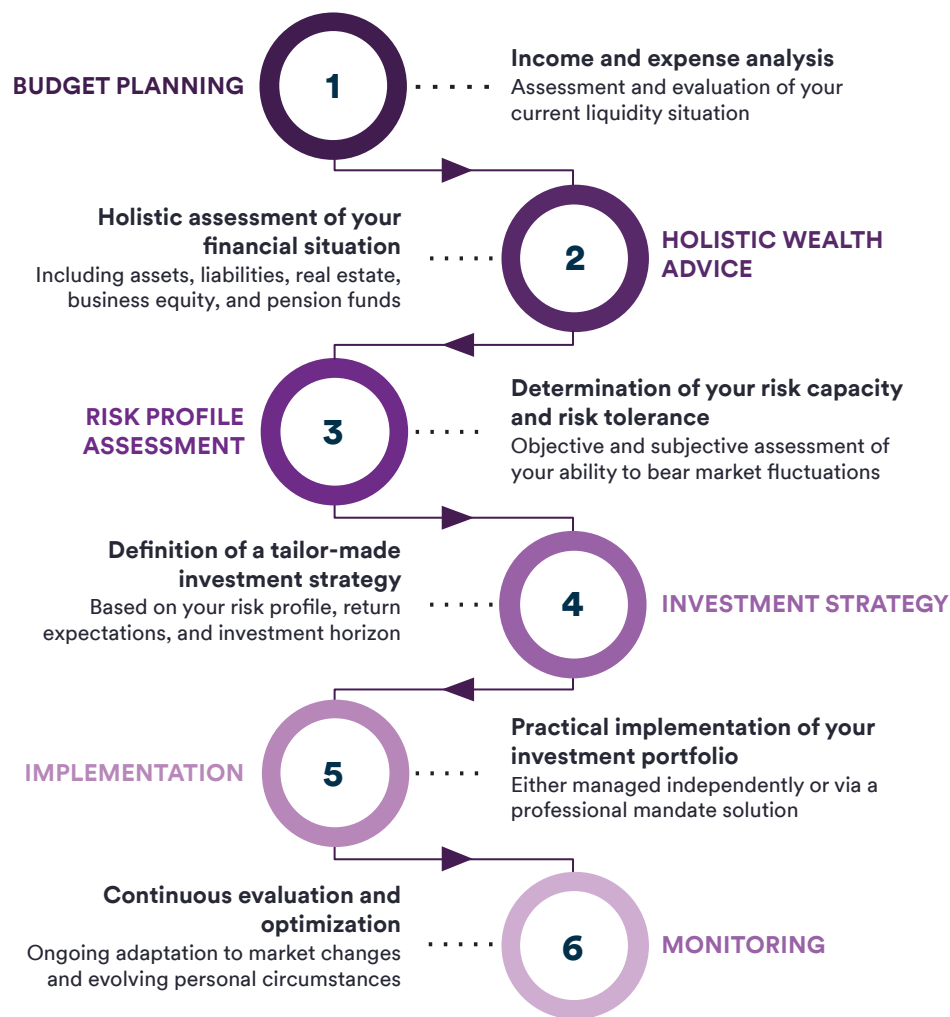 BUDGET PLANNING
1
Income and expense analysis
Assessment and evaluation of your
current liquidity situation
Holistic assessment of your
financial situation
Including assets, liabilities, real estate,
business equity, and pension funds
2
HOLISTIC WEALTH
ADVICE
RISK PROFILE
ASSESSMENT
3
Determination of your risk capacity
and risk tolerance
Objective and subjective assessment of
your ability to bear market fluctuations
Definition of a tailor-made
investment strategy
Based on your risk profile, return
expectations, and investment horizon
4
INVESTMENT STRATEGY
IMPLEMENTATION
5
Practical implementation of your
investment portfolio
Either managed independently or via a
professional mandate solution
Continuous evaluation and
optimization
Ongoing adaptation to market changes
and evolving personal circumstances
6
MONITORING